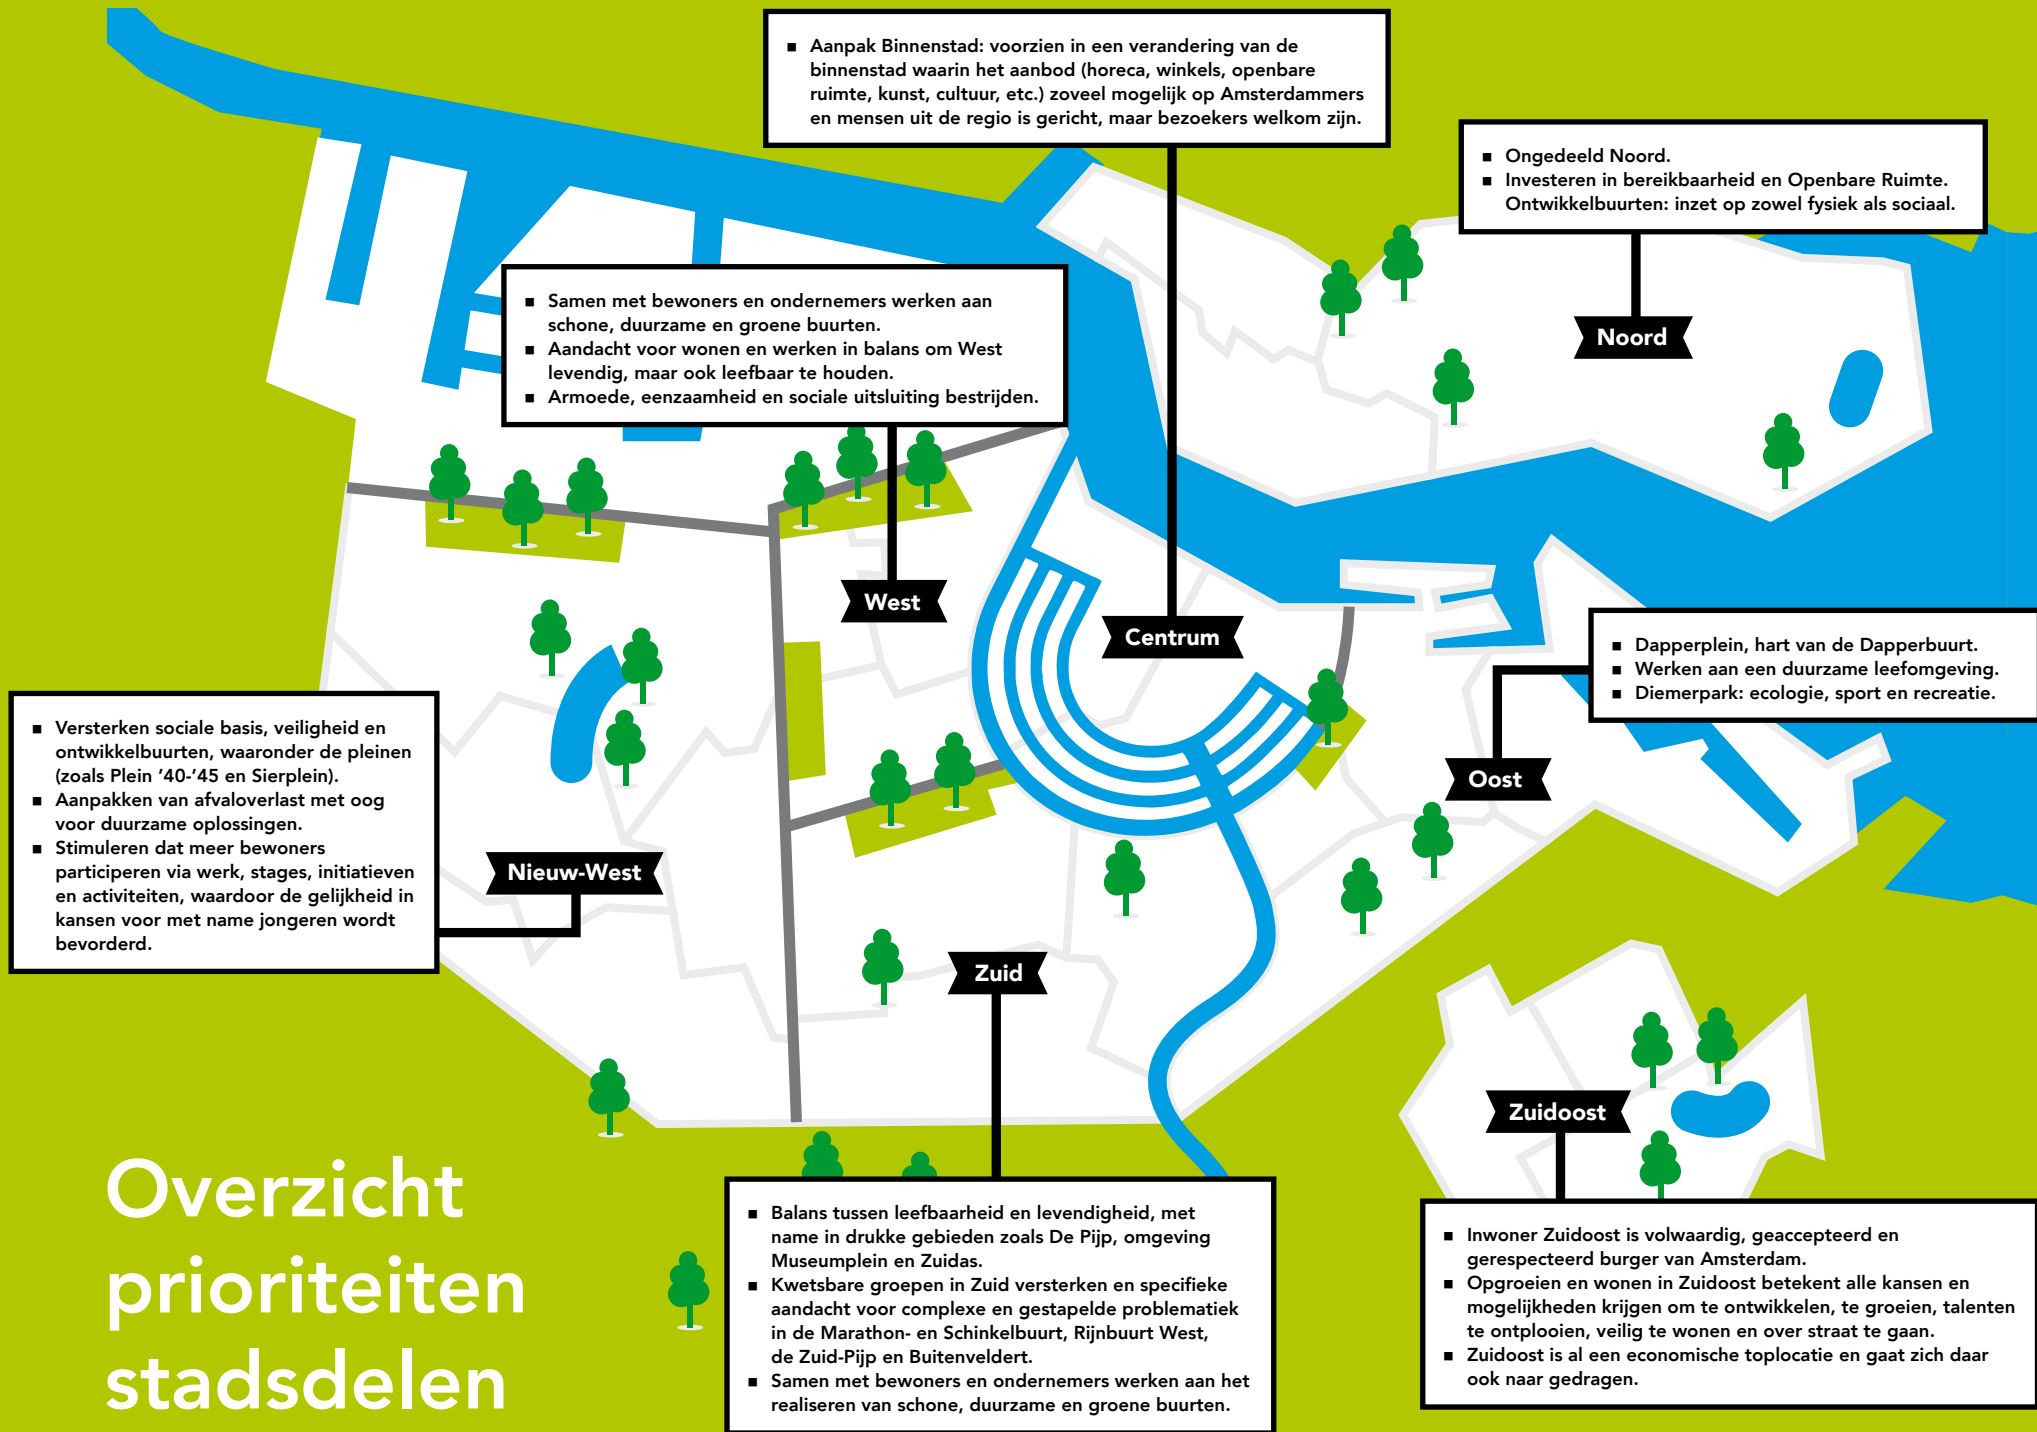 ■ Aanpak Binnenstad: voorzien in een verandering van de
binnenstad waarin het aanbod (horeca, winkels, openbare
ruimte, kunst, cultuur, etc.) zoveel mogelijk op Amsterdammers
en mensen uit de regio is gericht, maar bezoekers welkom zijn.
■ Ongedeeld Noord.
■ Investeren in bereikbaarheid en Openbare Ruimte.
Ontwikkelbuurten: inzet op zowel fysiek als sociaal.
Noord
■ Samen met bewoners en ondernemers werken aan
schone, duurzame en groene buurten.
■ Aandacht voor wonen en werken in balans om West
levendig, maar ook leefbaar te houden.
■ Armoede, eenzaamheid en sociale uitsluiting bestrijden.
West
Centrum
■ Dapperplein, hart van de Dapperbuurt.
■ Werken aan een duurzame leefomgeving.
■ Diemerpark: ecologie, sport en recreatie.
Oost
■ Versterken sociale basis, veiligheid en
ontwikkelbuurten, waaronder de pleinen
(zoals Plein ’40-’45 en Sierplein).
■ Aanpakken van afvaloverlast met oog
voor duurzame oplossingen.
■ Stimuleren dat meer bewoners
participeren via werk, stages, initiatieven
en activiteiten, waardoor de gelijkheid in
kansen voor met name jongeren wordt
bevorderd.
Nieuw-West
Zuid
Zuidoost
Overzicht
prioriteiten
stadsdelen
■ Balans tussen leefbaarheid en levendigheid, met
name in drukke gebieden zoals De Pijp, omgeving
Museumplein en Zuidas.
■ Kwetsbare groepen in Zuid versterken en specifieke
aandacht voor complexe en gestapelde problematiek
in de Marathon- en Schinkelbuurt, Rijnbuurt West,
de Zuid-Pijp en Buitenveldert.
■ Samen met bewoners en ondernemers werken aan het
realiseren van schone, duurzame en groene buurten.
■ Inwoner Zuidoost is volwaardig, geaccepteerd en
gerespecteerd burger van Amsterdam.
■ Opgroeien en wonen in Zuidoost betekent alle kansen en
mogelijkheden krijgen om te ontwikkelen, te groeien, talenten
te ontplooien, veilig te wonen en over straat te gaan.
■ Zuidoost is al een economische toplocatie en gaat zich daar
ook naar gedragen.